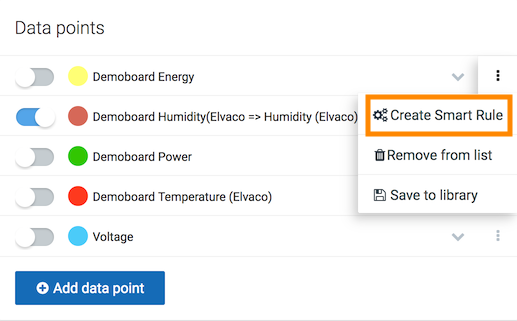 Data points
Demoboard Energy
Demoboard Humidity(Elvaco => Humidity (Elvaco)
Create Smart Rule
Demoboard Power
Remove from list
Demoboard Temperature (Elvaco)
Save to library
Voltage
Add data point